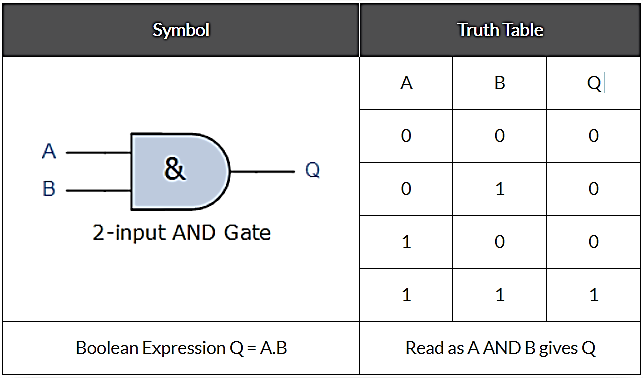 Symbol
Truth Table
A B Q
0 0 0
0 1 0
1 0 0
1 1 1
A
B
&
Q
2-input AND Gate
Boolean Expression Q = A.B
Read as A AND B gives Q